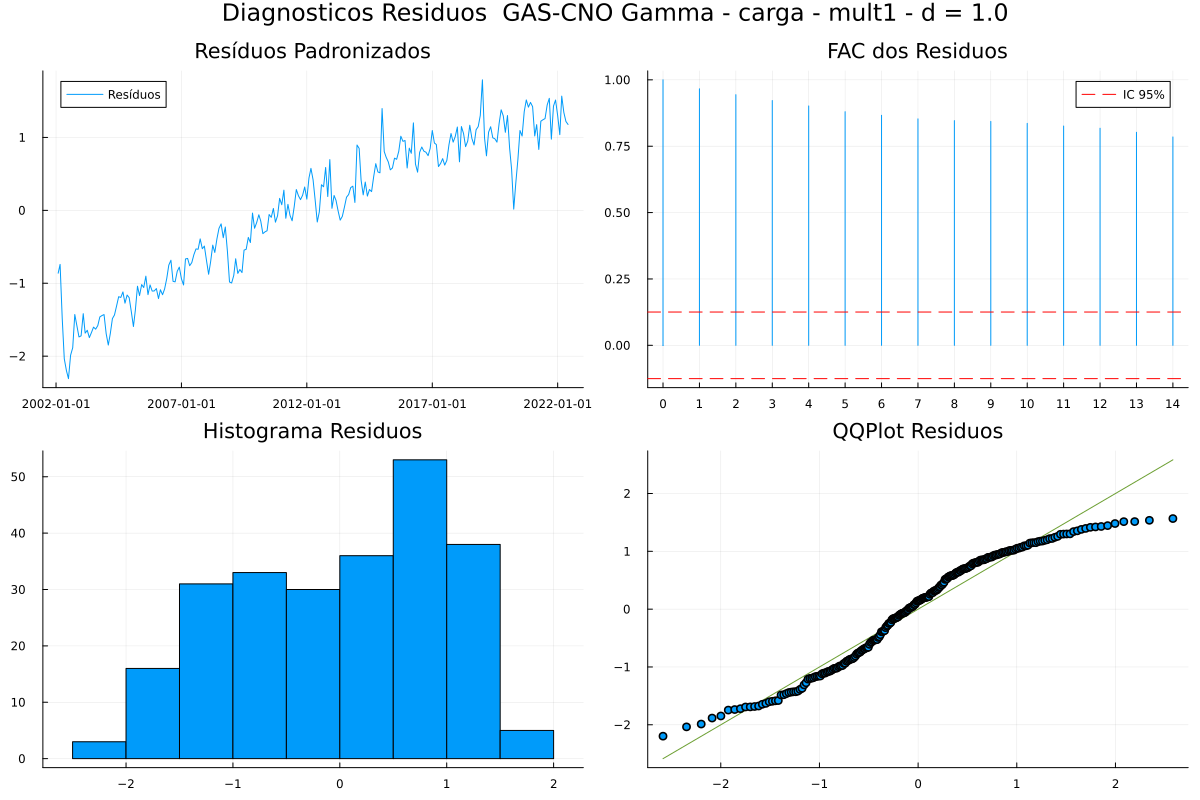 Diagnosticos Residuos  GAS-CNO Gamma - carga - mult1 - d = 1.0
Resíduos Padronizados
Resíduos
1
0
−1
−2
2002-01-01 2007-01-01 2012-01-01 2017-01-01 2022-01-01
FAC dos Residuos
IC 95%
1.00
0.75
0.50
0.25
0.00
0 1 2 3 4 5 6 7 8 9 10 11 12 13 14
Histograma Residuos
50
40
30
20
10
0
−2 −1 0 1 2
QQPlot Residuos
2
1
0
−1
−2
−2 −1 0 1 2